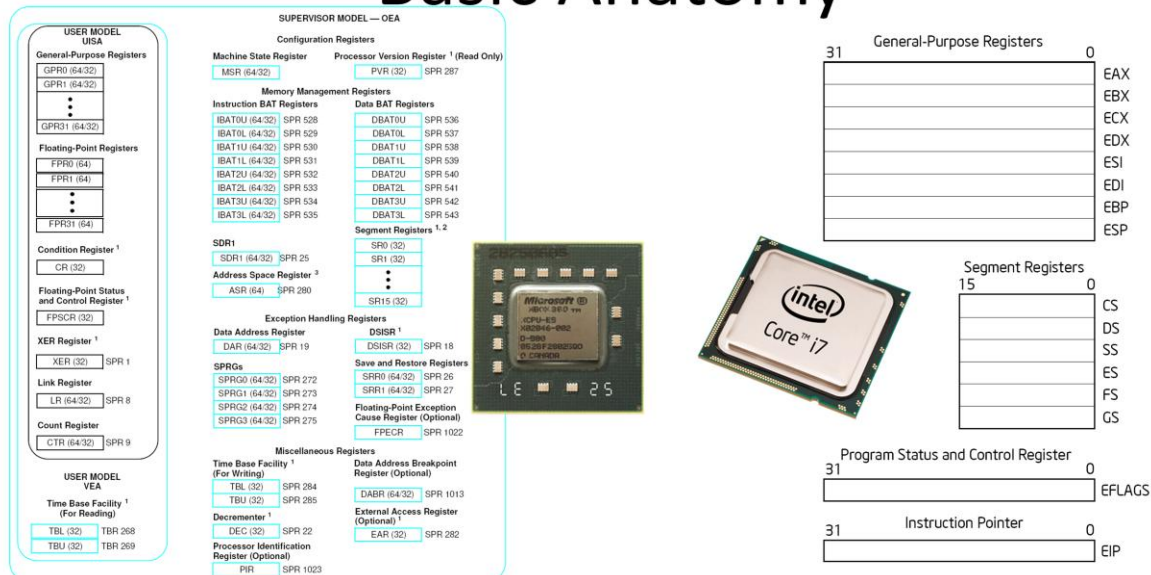 Basic Anatomy
USER MODEL
UISA
General-Purpose Registers
GPR0 (64/32)
GPR1 (64/32)
GPR31 (64/32)
Floating-Point Registers
FPR0 (64)
FPR1 (64)
FPR31 (64)
Condition Register 1
CR (32)
Floating-Point Status
and Control Register 1
FPSCR (32)
XER Register 1
XER (32) SPR 1
Link Register
LR (64/32) SPR 8
Count Register
CTR (64/32) SPR 9
USER MODEL
VEA
Time Base Facility 1
(For Reading)
TBL (32) TBR 268
TBU (32) TBR 269
SUPERVISOR MODEL — OEA
Configuration Registers
Machine State Register
MSR (64/32)
Processor Version Register 1 (Read Only)
PVR (32) SPR 287
Memory Management Registers
Instruction BAT Registers
IBAT0U (64/32) SPR 528
IBAT0L (64/32) SPR 529
IBAT1U (64/32) SPR 530
IBAT1L (64/32) SPR 531
IBAT2U (64/32) SPR 532
IBAT2L (64/32) SPR 533
IBAT3U (64/32) SPR 534
IBAT3L (64/32) SPR 535
Data BAT Registers
DBAT0U SPR 536
DBAT0L SPR 537
DBAT1U SPR 538
DBAT1L SPR 539
DBAT2U SPR 540
DBAT2L SPR 541
DBAT3U SPR 542
DBAT3L SPR 543
SDR1
SDR1 (64/32) SPR 25
Address Space Register 3
ASR (64) SPR 280
Segment Registers 1, 2
SR0 (32)
SR1 (32)
SR15 (32)
Exception Handling Registers
Data Address Register
DAR (64/32) SPR 19
DSISR 1
DSISR (32) SPR 18
SPRGs
SPRG0 (64/32) SPR 272
SPRG1 (64/32) SPR 273
SPRG2 (64/32) SPR 274
SPRG3 (64/32) SPR 275
Save and Restore Registers
SRR0 (64/32) SPR 26
SRR1 (64/32) SPR 27
Floating-Point Exception
Cause Register (Optional)
FPECR SPR 1022
Miscellaneous Registers
Time Base Facility 1
(For Writing)
TBL (32) SPR 284
TBU (32) SPR 285
Data Address Breakpoint
Register (Optional)
DABR (64/32) SPR 1013
Decrementer 1
DEC (32) SPR 22
External Access Register
(Optional) 1
EAR (32) SPR 282
Processor Identification
Register (Optional)
PIR SPR 1023
Microsoft ®
XBOX 360 TM
XCPU-ES
X02046-002
CANADA
LE 25
intel
Core ™ i7
General-Purpose Registers
31 0
EAX
EBX
ECX
EDX
ESI
EDI
EBP
ESP
Segment Registers
15 0
CS
DS
SS
ES
FS
GS
Program Status and Control Register
31 0
EFLAGS
Instruction Pointer
31 0
EIP